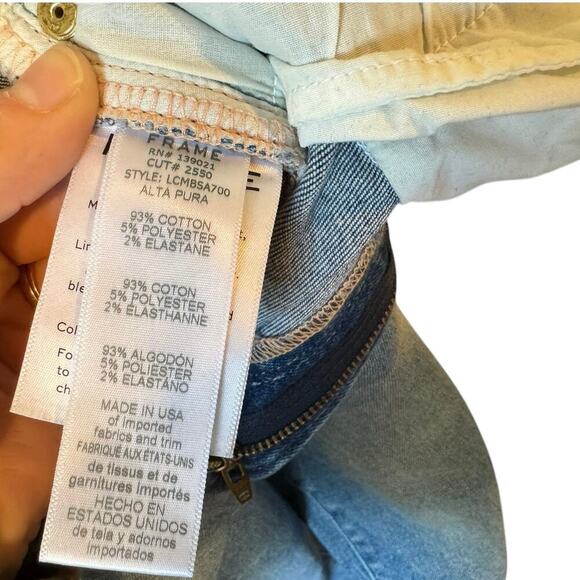 FRAME
RN# 139021
CUT# 2550
STYLE: LCMBSA700
ALTA PURA
93% COTTON
5% POLYESTER
2% ELASTANE
93% COTON
5% POLYESTER
2% ÉLASTHANNE
93% ALGODÓN
5% POLIESTER
2% ELASTANO
MADE IN USA
of imported
fabrics and trim
FABRIQUÉ AUX ÉTATS-UNIS
de tissus et de
garnitures importés
HECHO EN
ESTADOS UNIDOS
de tela y adornos
importados